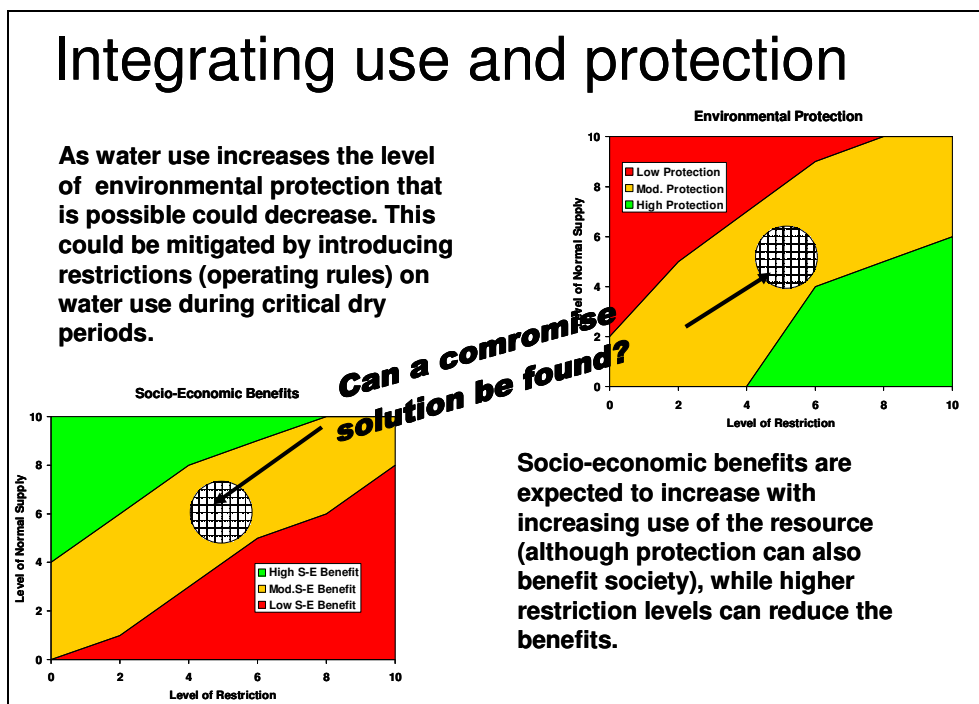 Integrating use and protection
As water use increases the level
of environmental protection that
is possible could decrease. This
could be mitigated by introducing
restrictions (operating rules) on
water use during critical dry
periods.
Environmental Protection
10
8
6
4
2
0
Level of Normal Supply
Low Protection
Mod. Protection
High Protection
0 2 4 6 8 10
Level of Restriction
Can a comromise
solution be found?
Socio-Economic Benefits
10
8
6
4
2
0
Level of Normal Supply
High S-E Benefit
Mod.S-E Benefit
Low S-E Benefit
0 2 4 6 8 10
Level of Restriction
Socio-economic benefits are
expected to increase with
increasing use of the resource
(although protection can also
benefit society), while higher
restriction levels can reduce the
benefits.